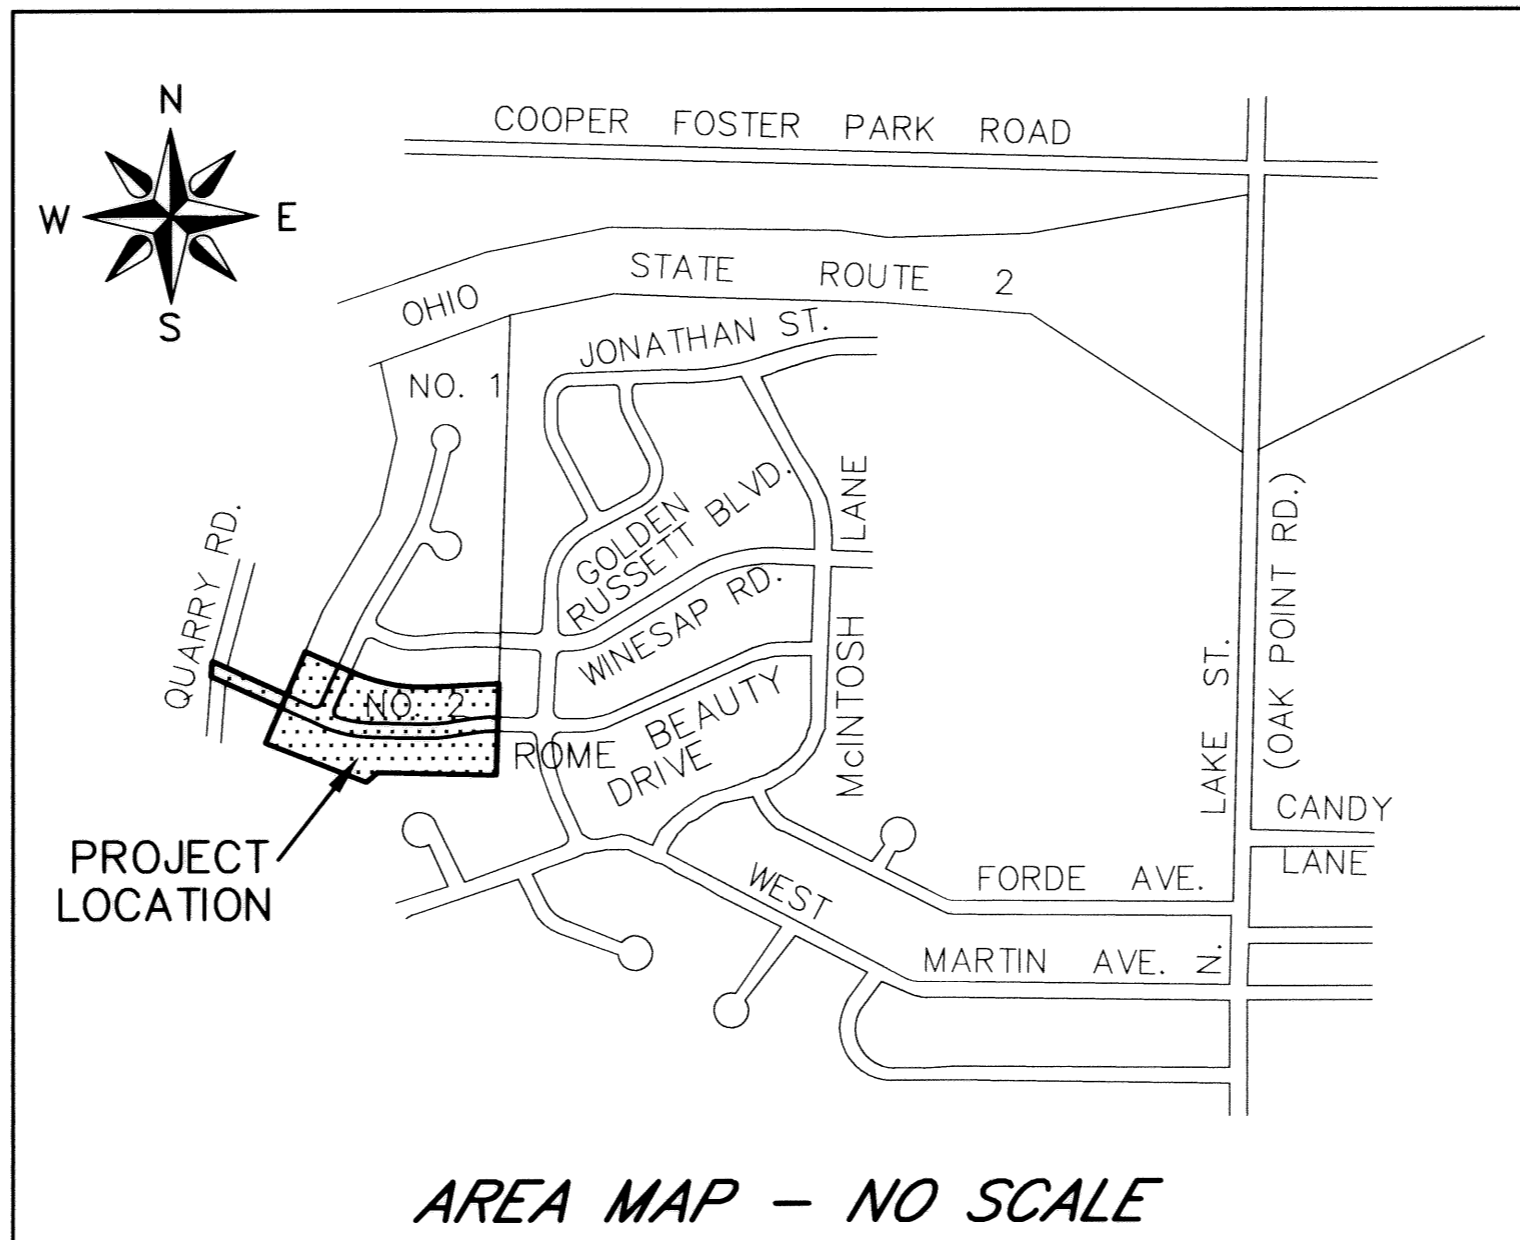 N
W
E
S
COOPER FOSTER PARK ROAD
OHIO STATE ROUTE 2
JONATHAN ST.
NO. 1
QUARRY RD.
GOLDEN
RUSSETT BLVD.
LANE
McINTOSH
WINESAP RD.
NO. 2
ROME BEAUTY
DRIVE
PROJECT
LOCATION
N. LAKE ST.
(OAK POINT RD.)
CANDY
LANE
FORDE AVE.
WEST
MARTIN AVE.
AREA MAP – NO SCALE